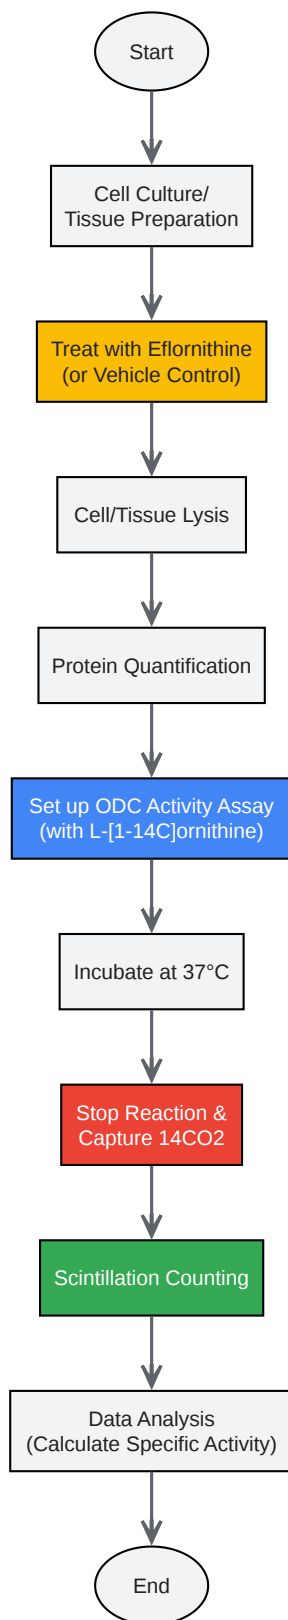 Start
Cell Culture/
Tissue Preparation
Treat with Eflornithine
(or Vehicle Control)
Cell/Tissue Lysis
Protein Quantification
Set up ODC Activity Assay
(with L-[1-14C]ornithine)
Incubate at 37°C
Stop Reaction &
Capture 14CO2
Scintillation Counting
Data Analysis
(Calculate Specific Activity)
End